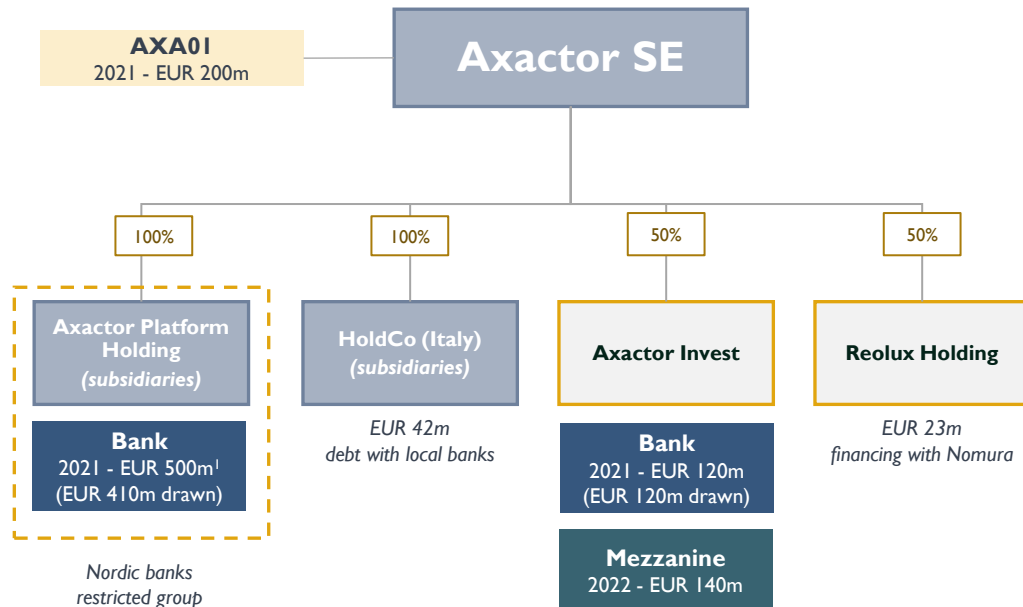 AXA01
2021 - EUR 200m
Axactor SE
100%
100%
50%
50%
Axactor Platform
Holding
(subsidiaries)
HoldCo (Italy)
(subsidiaries)
Axactor Invest
Reolux Holding
Bank
2021 - EUR 500m¹
(EUR 410m drawn)
EUR 42m
debt with local banks
Bank
2021 - EUR 120m
(EUR 120m drawn)
EUR 23m
financing with Nomura
Mezzanine
2022 - EUR 140m
Nordic banks
restricted group